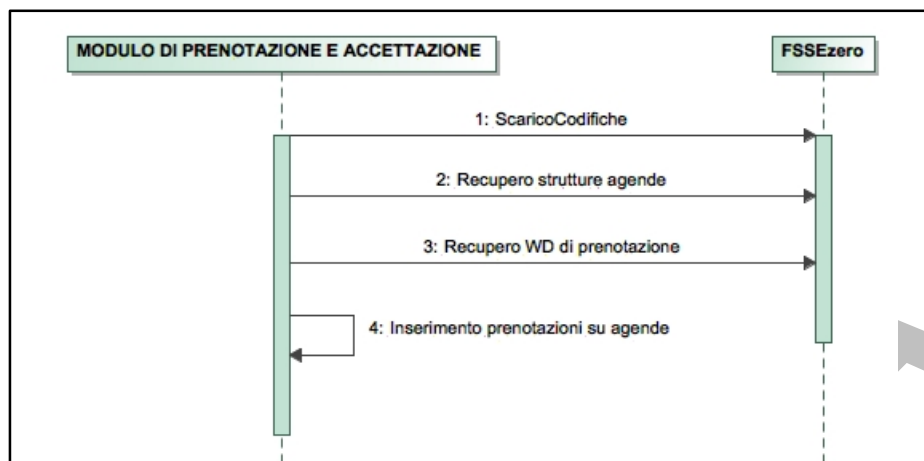 MODULO DI PRENOTAZIONE E ACCETTAZIONE
FSSEzero
1: ScaricoCodifiche
2: Recupero strutture agende
3: Recupero WD di prenotazione
4: Inserimento prenotazioni su agende